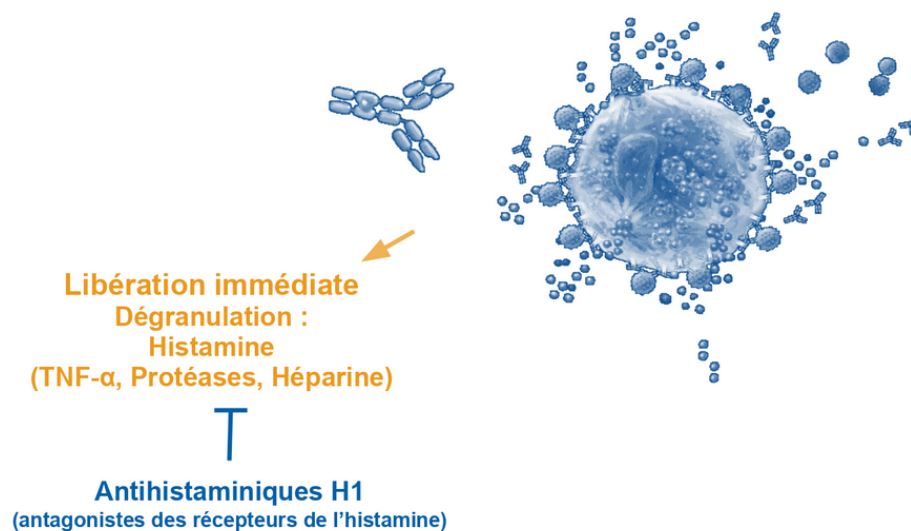 Libération immédiate
Dégranulation :
Histamine
(TNF-α, Protéases, Héparine)
Antihistaminiques H1
(antagonistes des récepteurs de l’histamine)